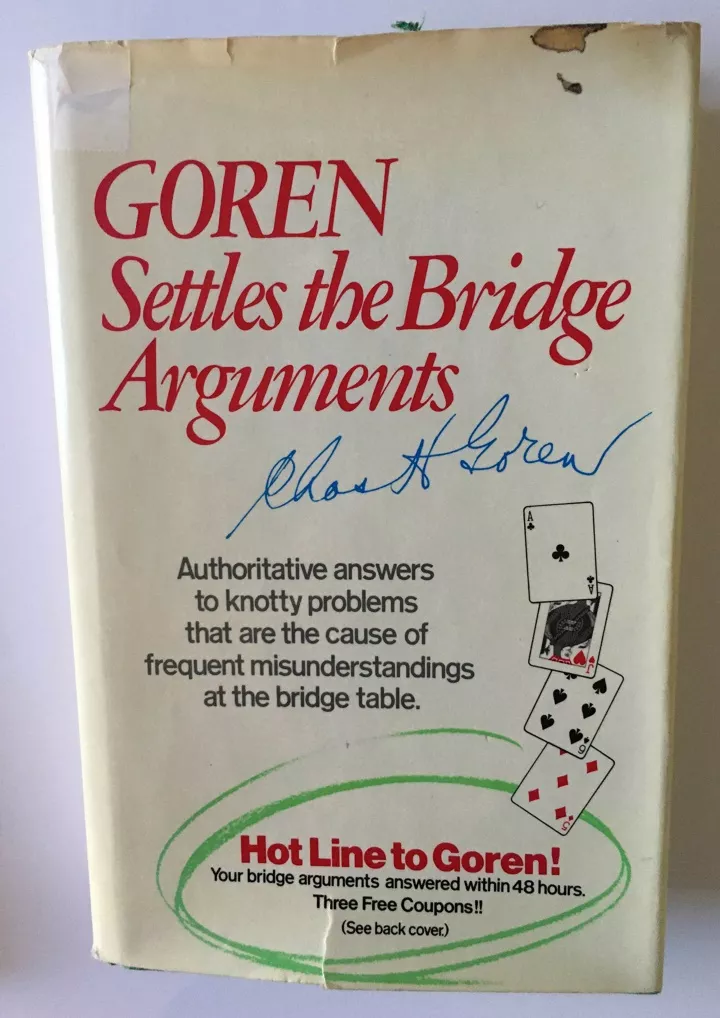 GOREN
Settles the Bridge
Arguments
Chas H Goren
Authoritative answers
to knotty problems
that are the cause of
frequent misunderstandings
at the bridge table.
A
A
J
6
5
Hot Line to Goren!
Your bridge arguments answered within 48 hours.
Three Free Coupons!!
(See back cover.)